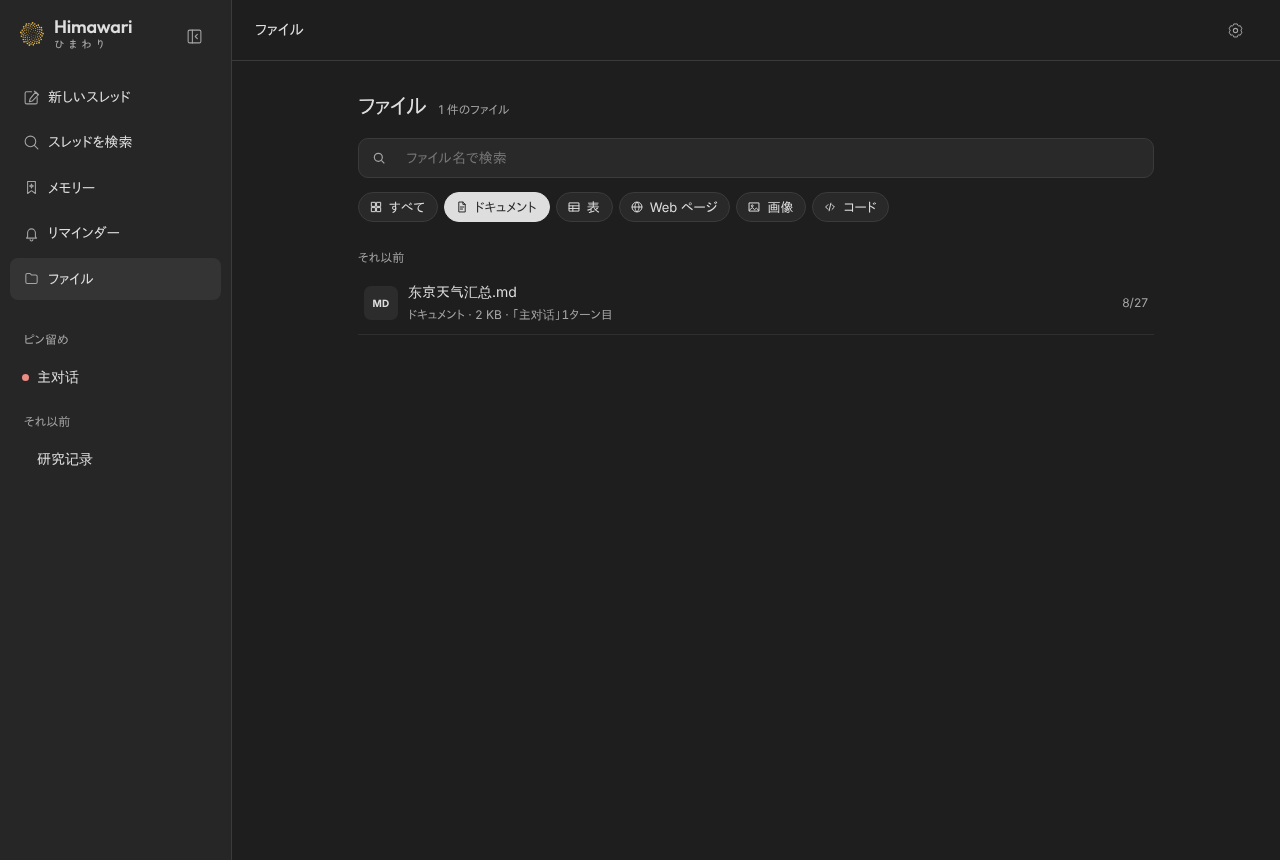 Himawari
ひまわり
新しいスレッド
スレッドを検索
メモリー
リマインダー
ファイル
ピン留め
主对话
それ以前
研究记录
ファイル
ファイル 1 件のファイル
ファイル名で検索
すべて ドキュメント 表 Web ページ 画像 コード
それ以前
MD
东京天气汇总.md
ドキュメント · 2 KB · 「主对话」1ターン目
8/27